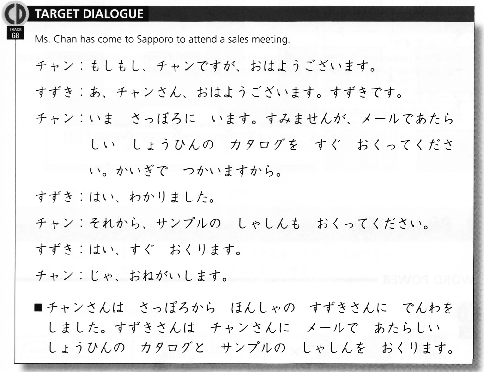 CD TARGET DIALOGUE
TRACK
68
Ms. Chan has come to Sapporo to attend a sales meeting.
チャン：もしもし、チャンですが、おはようございます。
すずき：あ、チャンさん、おはようございます。すずきです。
チャン：いま　さっぽろに　います。すみませんが、メールであたら
しい　しょうひんの　カタログを　すぐ　おくってくださ
い。かいぎで　つかいますから。
すずき：はい、わかりました。
チャン：それから、サンプルの　しゃしんも　おくってください。
すずき：はい、すぐ　おくります。
チャン：じゃ、おねがいします。
■チャンさんは　さっぽろから　ほんしゃの　すずきさんに　でんわを
しました。すずきさんは　チャンさんに　メールで　あたらしい
しょうひんの　カタログと　サンプルの　しゃしんを　おくります。